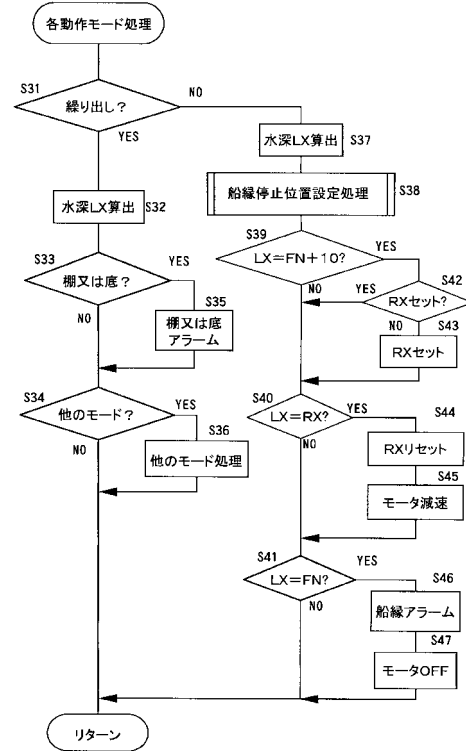 各動作モード処理
S31
繰り出し?
NO
YES
水深LX算出
S32
S33
棚又は底?
YES
NO
S35
棚又は底
アラーム
S34
他のモード?
YES
NO
S36
他のモード処理
リターン
水深LX算出
S37
船縁停止位置設定処理
S38
S39
LX=FN+10?
YES
NO
S42
RXセット?
YES
NO
S43
RXセット
S40
LX=RX?
YES
NO
S44
RXリセット
S45
モータ減速
S41
LX=FN?
YES
NO
S46
船縁アラーム
S47
モータOFF